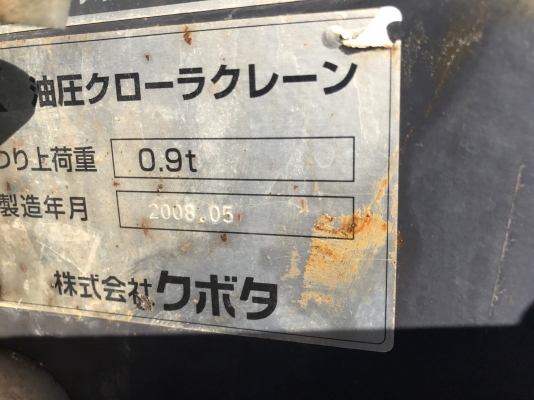 油圧クローラクレーン
つり上荷重 0.9t
製造年月 2008.05
株式会社クボタ